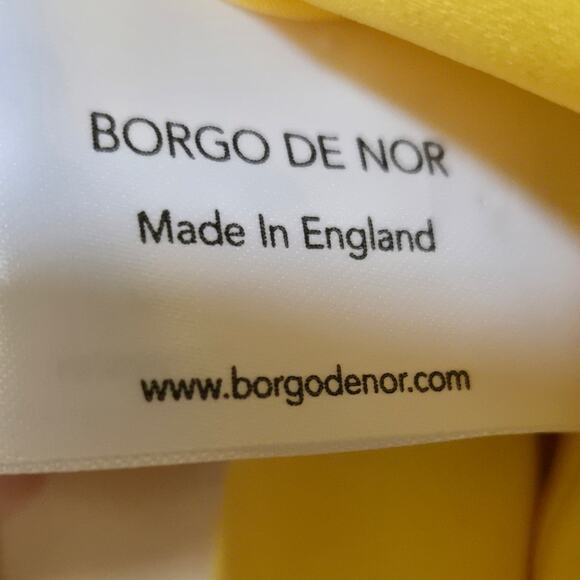 BORGO DE NOR
Made In England
www.borgodenor.com